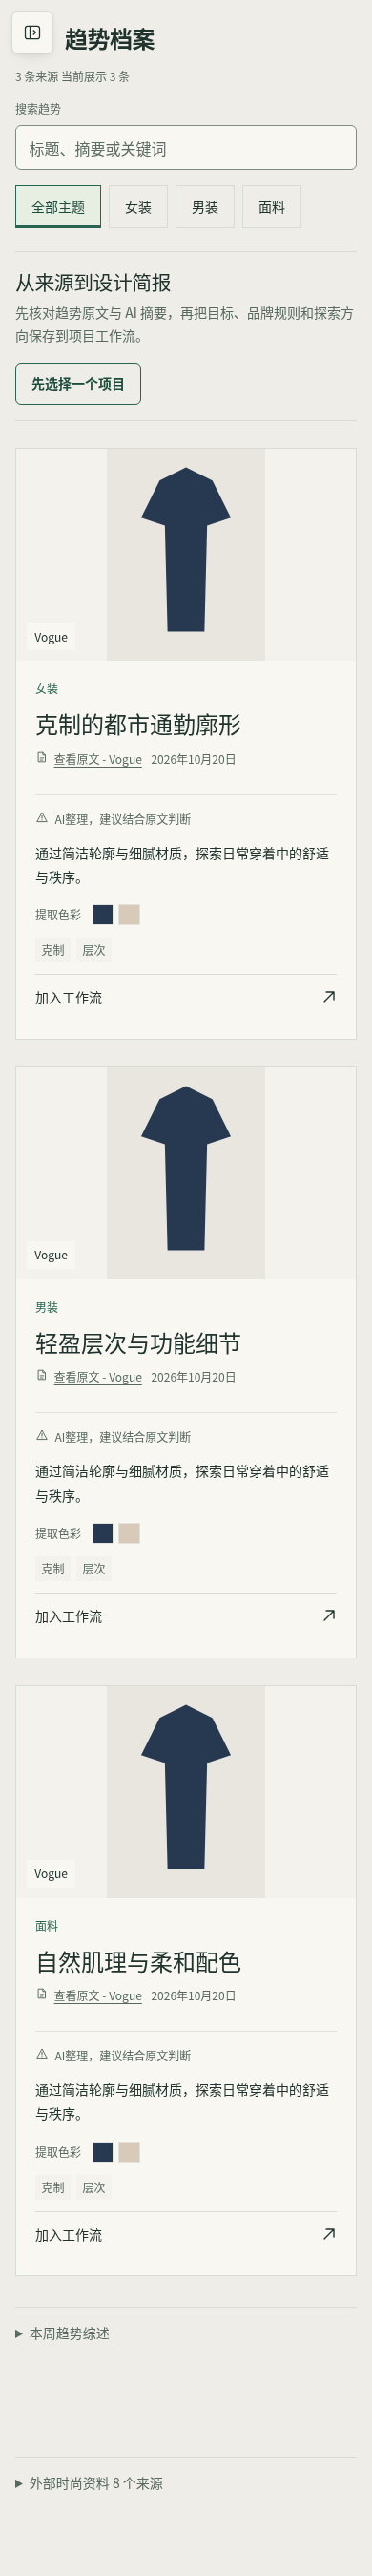 趋势档案
3 条来源 当前展示 3 条
搜索趋势
标题、摘要或关键词
全部主题 女装 男装 面料
从来源到设计简报
先核对趋势原文与 AI 摘要，再把目标、品牌规则和探索方
向保存到项目工作流。
先选择一个项目
Vogue
女装
克制的都市通勤廓形
查看原文 - Vogue 2026年10月20日
AI整理，建议结合原文判断
通过简洁轮廓与细腻材质，探索日常穿着中的舒适
与秩序。
提取色彩
克制 层次
加入工作流
Vogue
男装
轻盈层次与功能细节
查看原文 - Vogue 2026年10月20日
AI整理，建议结合原文判断
通过简洁轮廓与细腻材质，探索日常穿着中的舒适
与秩序。
提取色彩
克制 层次
加入工作流
Vogue
面料
自然肌理与柔和配色
查看原文 - Vogue 2026年10月20日
AI整理，建议结合原文判断
通过简洁轮廓与细腻材质，探索日常穿着中的舒适
与秩序。
提取色彩
克制 层次
加入工作流
本周趋势综述
外部时尚资料 8 个来源